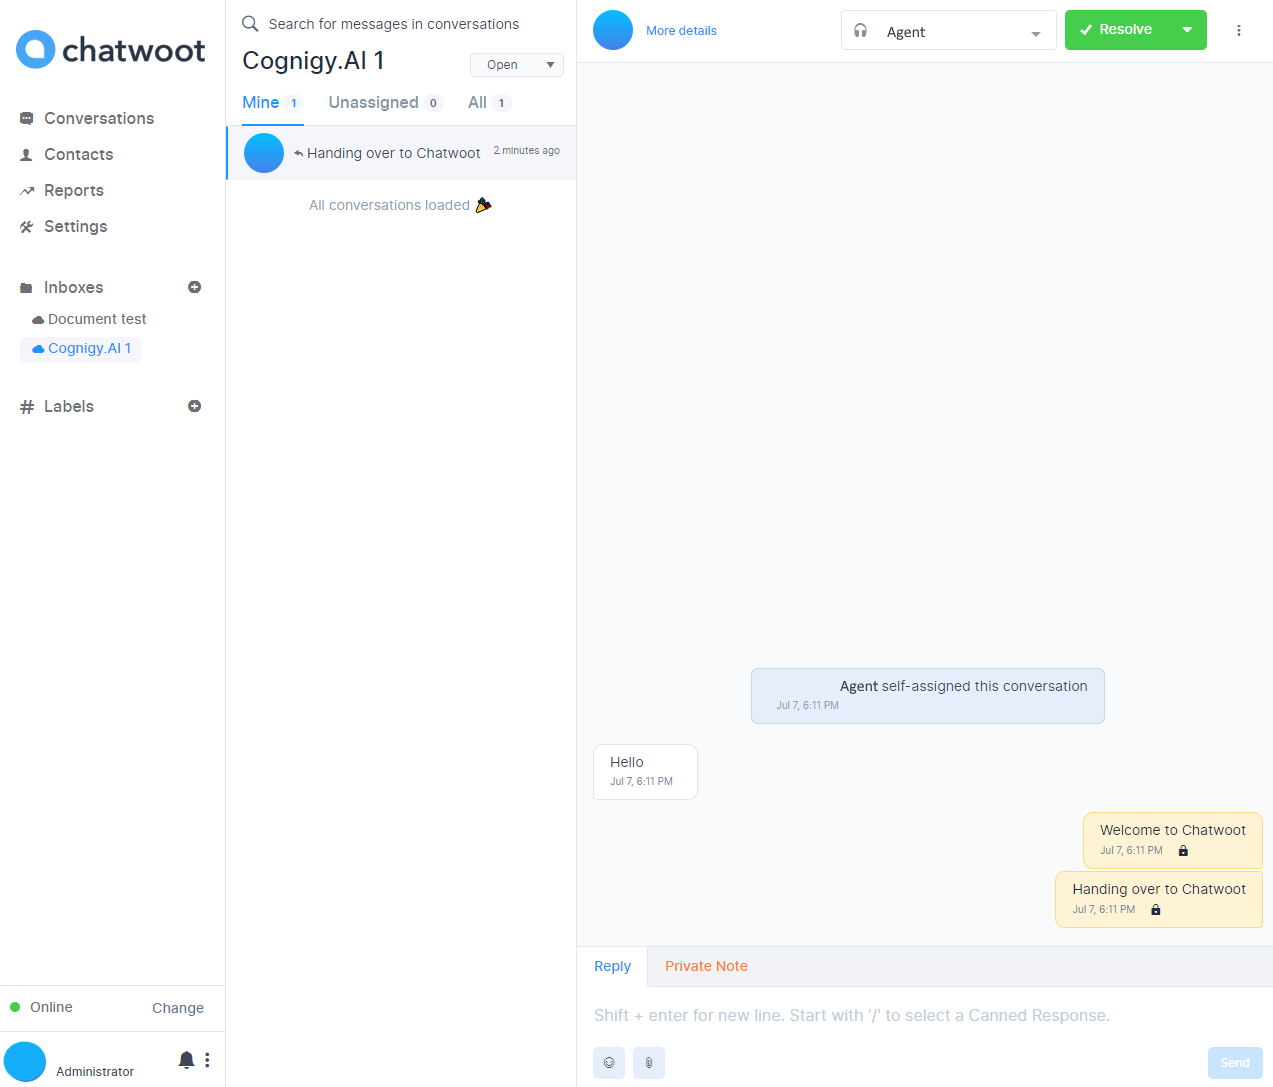 chatwoot
Conversations
Contacts
Reports
Settings
Inboxes
Document test
Cognigy.AI 1
Labels
Online Change
Administrator
Search for messages in conversations
Cognigy.AI 1
Open
Mine 1 Unassigned 0 All 1
Handing over to Chatwoot 2 minutes ago
All conversations loaded
More details
Agent
Resolve
Agent self-assigned this conversation
Jul 7, 6:11 PM
Hello
Jul 7, 6:11 PM
Welcome to Chatwoot
Jul 7, 6:11 PM
Handing over to Chatwoot
Jul 7, 6:11 PM
Reply Private Note
Shift + enter for new line. Start with '/' to select a Canned Response.
Send